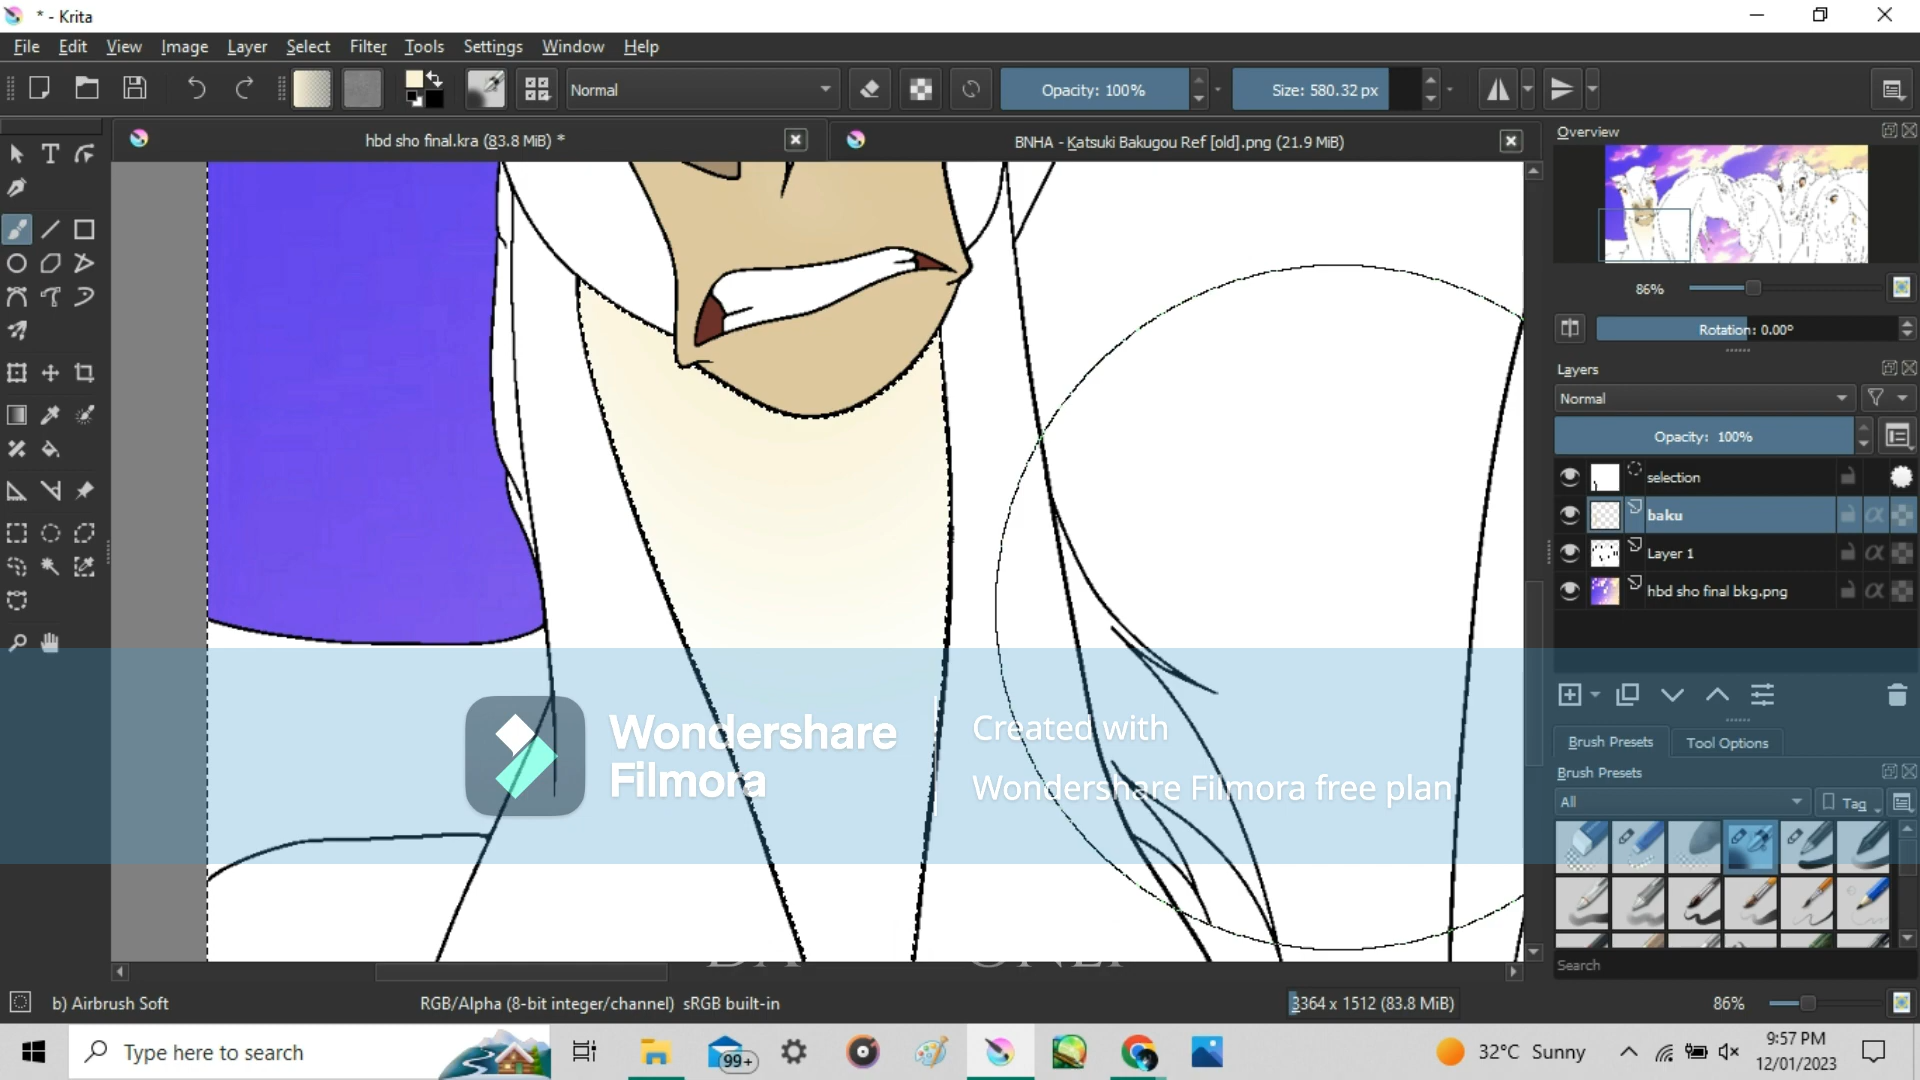 * - Krita
File Edit View Image Layer Select Filter Tools Settings Window Help
Normal
Opacity: 100%
Size: 580.32 px
hbd sho final.kra (83.8 MiB) *
BNHA - Katsuki Bakugou Ref [old].png (21.9 MiB)
Overview
86%
Rotation: 0.00°
Layers
Normal
Opacity: 100%
selection
baku
Layer 1
hbd sho final bkg.png
Wondershare
Filmora
Created with
Wondershare Filmora free plan
Brush Presets Tool Options
Brush Presets
All
Tag
Search
b) Airbrush Soft
RGB/Alpha (8-bit integer/channel) sRGB built-in
3364 x 1512 (83.8 MiB)
86%
Type here to search
99+
32°C Sunny
9:57 PM
12/01/2023